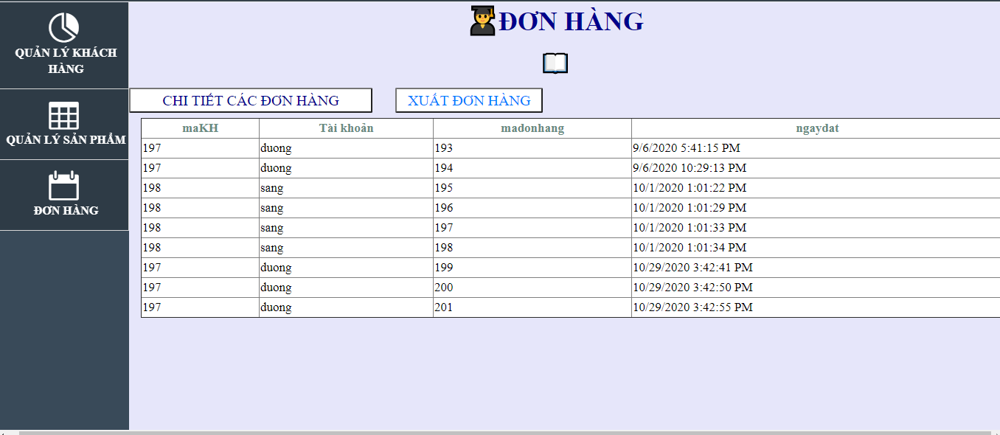 QUẢN LÝ KHÁCH
HÀNG
QUẢN LÝ SẢN PHẨM
ĐƠN HÀNG
ĐƠN HÀNG
CHI TIẾT CÁC ĐƠN HÀNG XUẤT ĐƠN HÀNG
maKH Tài khoản madonhang ngaydat
197 duong 193 9/6/2020 5:41:15 PM
197 duong 194 9/6/2020 10:29:13 PM
198 sang 195 10/1/2020 1:01:22 PM
198 sang 196 10/1/2020 1:01:29 PM
198 sang 197 10/1/2020 1:01:33 PM
198 sang 198 10/1/2020 1:01:34 PM
197 duong 199 10/29/2020 3:42:41 PM
197 duong 200 10/29/2020 3:42:50 PM
197 duong 201 10/29/2020 3:42:55 PM